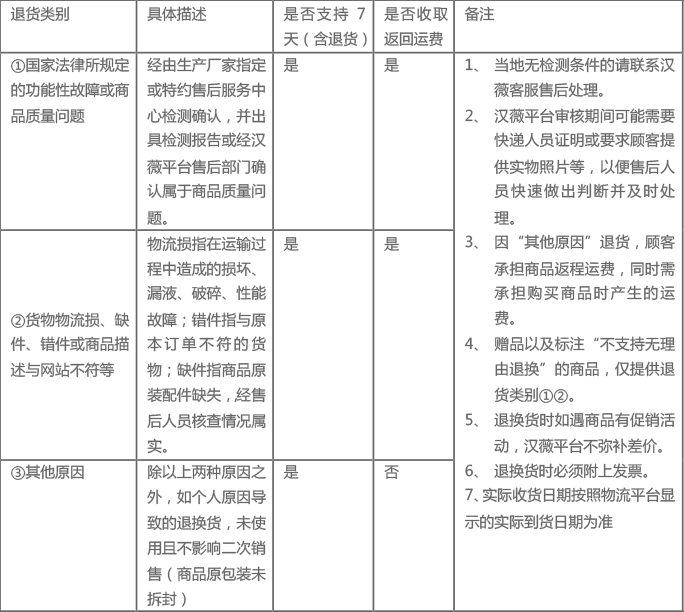 退货类别
具体描述
是否支持 7
天（含退货）
是否收取
返回运费
备注
①国家法律所规定
的功能性故障或商
品质量问题
经由生产厂家指定
或特约售后服务中
心检测确认，并出
具检测报告或经汉
薇平台售后部门确
认属于商品质量问
题。
是
是
②货物物流损、缺
件、错件或商品描
述与网站不符等
物流损指在运输过
程中造成的损坏、
漏液、破碎、性能
故障；错件指与原
本订单不符的货
物；缺件指商品原
装配件缺失，经售
后人员核查情况属
实。
是
是
③其他原因
除以上两种原因之
外，如个人原因导
致的退换货，未使
用且不影响二次销
售（商品原包装未
拆封）
是
否
1、 当地无检测条件的请联系汉
薇客服售后处理。
2、 汉薇平台审核期间可能需要
快递人员证明或要求顾客提
供实物照片等，以便售后人
员快速做出判断并及时处
理。
3、 因“其他原因”退货，顾客
承担商品返程运费，同时需
承担购买商品时产生的运
费。
4、 赠品以及标注“不支持无理
由退换”的商品，仅提供退
货类别①②。
5、 退换货时如遇商品有促销活
动，汉薇平台不弥补差价。
6、 退换货时必须附上发票。
7、实际收货日期按照物流平台显
示的实际到货日期为准